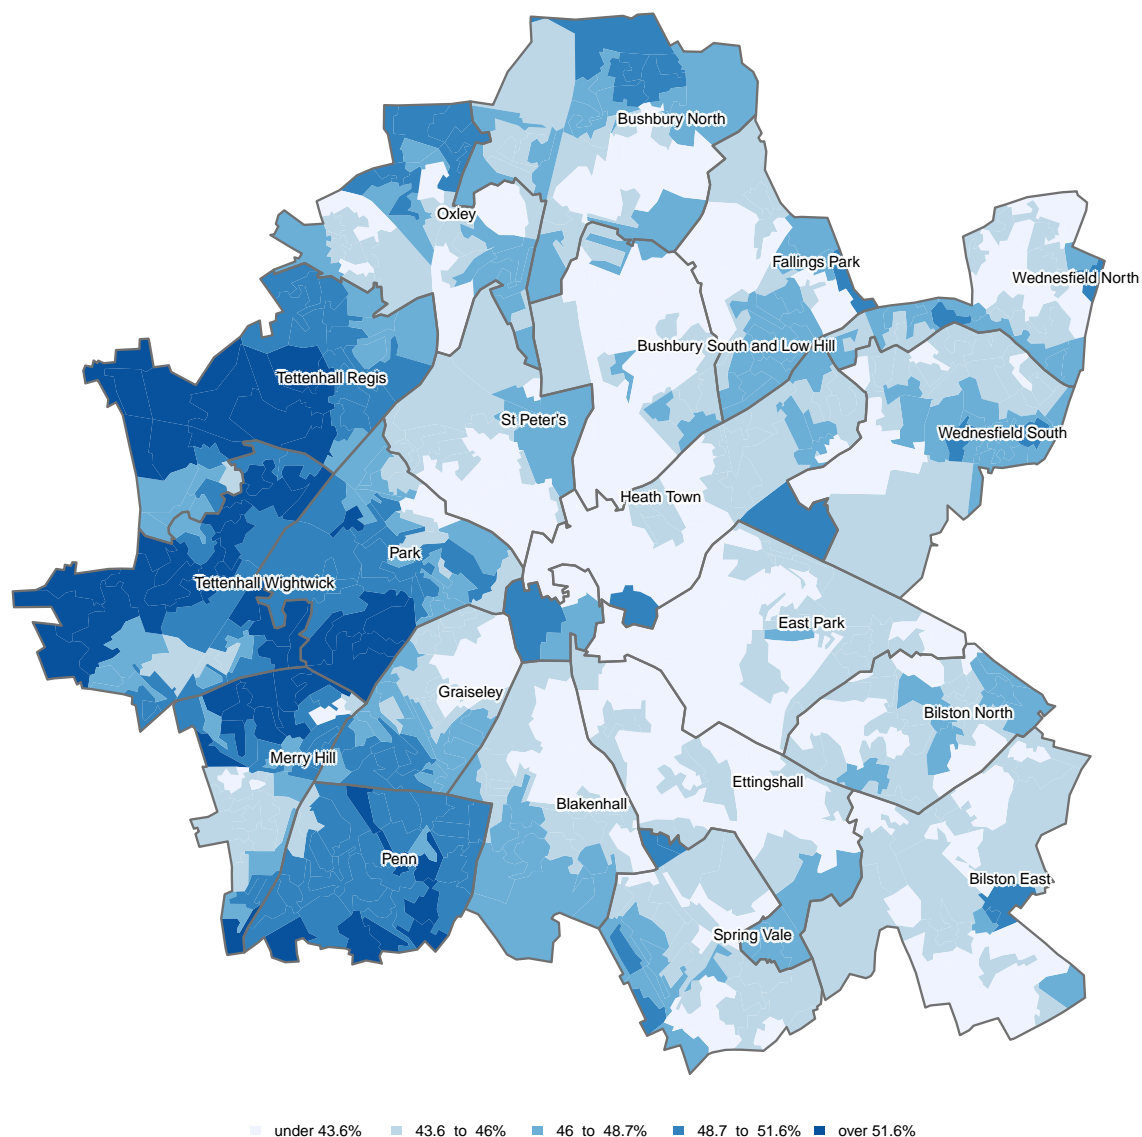 Bushbury North
Oxley
Fallings Park
Wednesfield North
Bushbury South and Low Hill
Tettenhall Regis
St Peter's
Wednesfield South
Heath Town
Park
Tettenhall Wightwick
East Park
Graiseley
Bilston North
Merry Hill
Ettingshall
Blakenhall
Penn
Bilston East
Spring Vale
under 43.6% 43.6 to 46% 46 to 48.7% 48.7 to 51.6% over 51.6%